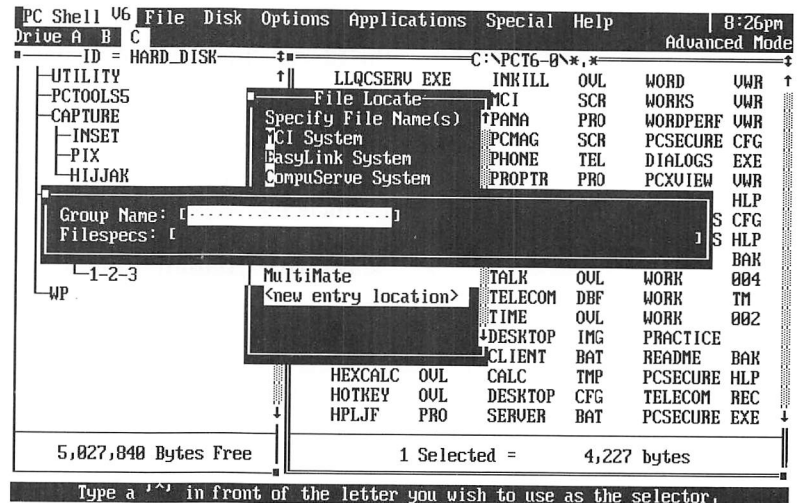 PC Shell V6 File Disk Options Applications Special Help 8:26pm
Drive A B C Advanced Mode
ID = HARD_DISK C:\PCT6-0\*.*
UTILITY LLQCSERV EXE INKILL OVL WORD VWR
PCTOOLS5 File Locate MCI SCR WORKS VWR
CAPTURE Specify File Name(s) PANA PRO WORDPERF VWR
INSET MCI System PCMAG SCR PCSECURE CFG
PIX EasyLink System PHONE TEL DIALOGS EXE
HIJJAK CompuServe System PROPTR PRO PCXVIEW VWR
HLP
Group Name: [....................] S CFG
Filespecs: [ ] S HLP
BAK
1-2-3 MultiMate TALK OVL WORK 004
WP <new entry location> TELECOM DBF WORK TM
TIME OVL WORK 002
DESKTOP IMG PRACTICE
CLIENT BAT README BAK
HEXCALC OVL CALC TMP PCSECURE HLP
HOTKEY OVL DESKTOP CFG TELECOM REC
HPLJF PRO SERVER BAT PCSECURE EXE
5,027,840 Bytes Free 1 Selected = 4,227 bytes
Type a '^' in front of the letter you wish to use as the selector.